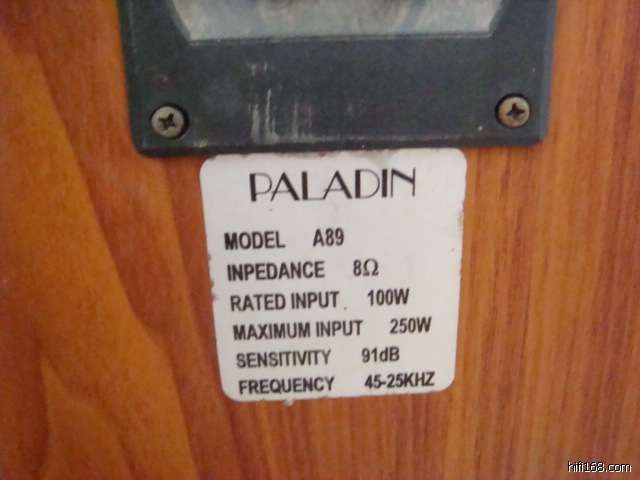 PALADIN
MODEL A89
INPEDANCE 8Ω
RATED INPUT 100W
MAXIMUM INPUT 250W
SENSITIVITY 91dB
FREQUENCY 45-25KHZ
hifi168.com